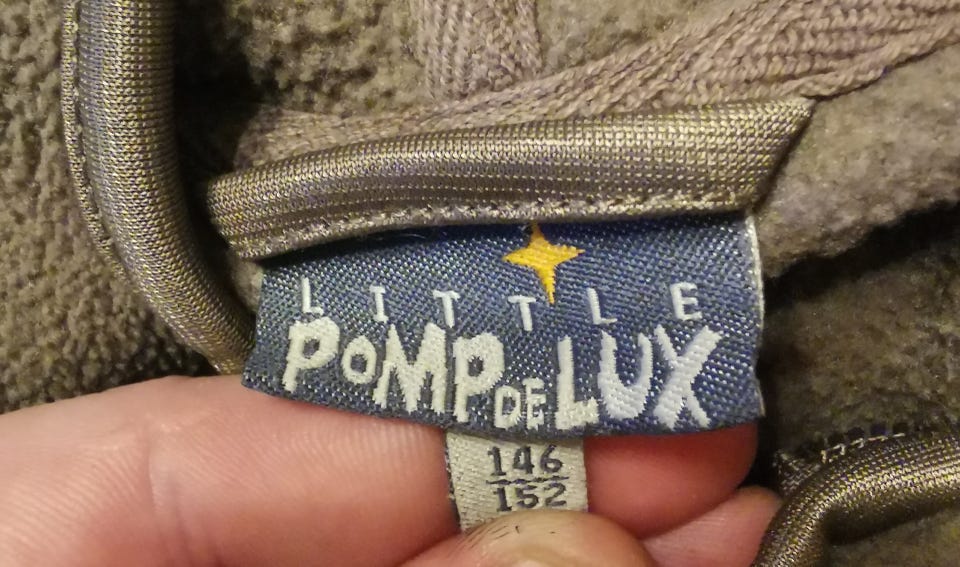 LITTLE
POMP DE LUX
146
152